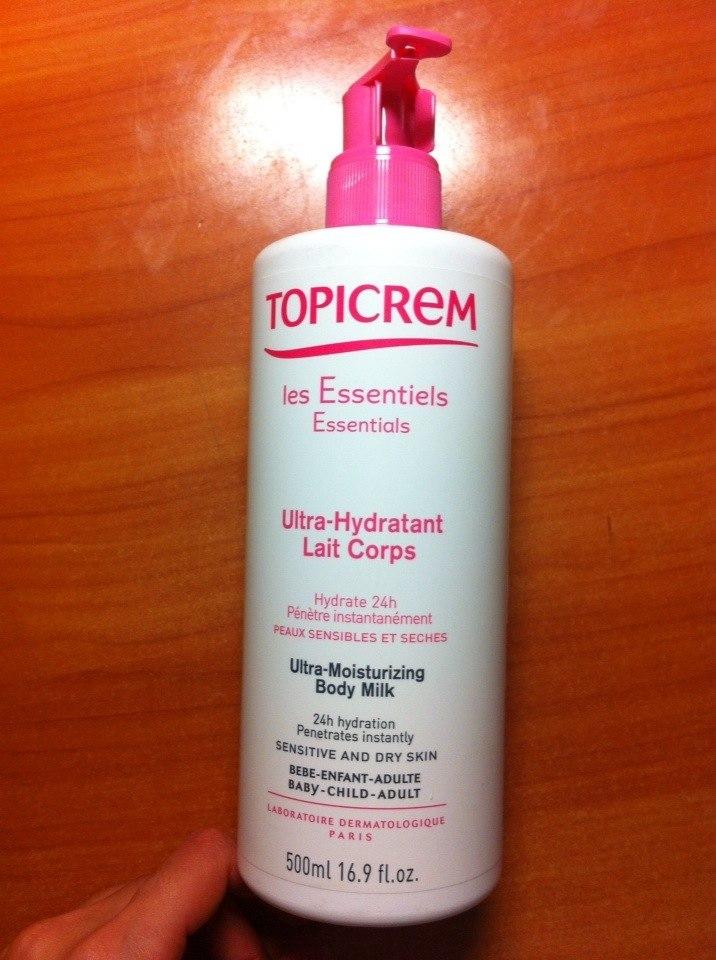 TOPICREM
les Essentiels
Essentials
Ultra-Hydratant
Lait Corps
Hydrate 24h
Pénètre instantanément
PEAUX SENSIBLES ET SECHES
Ultra-Moisturizing
Body Milk
24h hydration
Penetrates instantly
SENSITIVE AND DRY SKIN
BEBE-ENFANT-ADULTE
BABy-CHILD-ADULT
LABORATOIRE DERMATOLOGIQUE
PARIS
500ml 16.9 fl.oz.